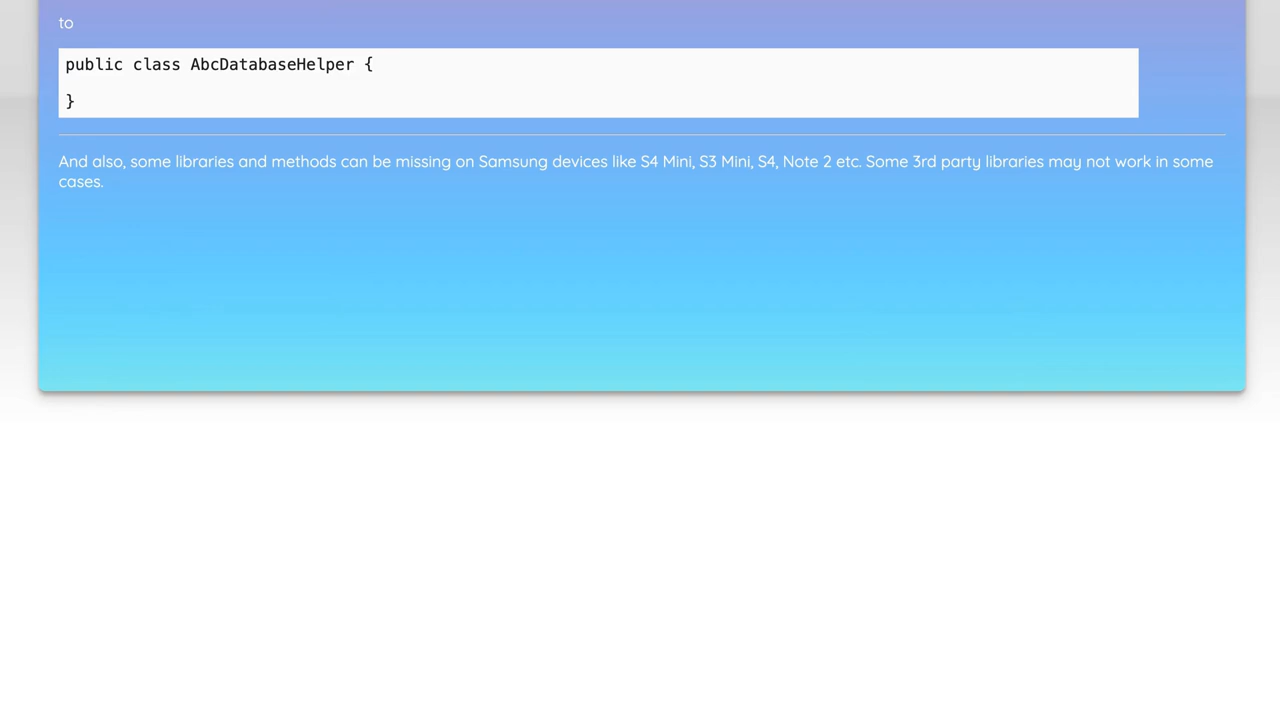 to
public class AbcDatabaseHelper {
}
And also, some libraries and methods can be missing on Samsung devices like S4 Mini, S3 Mini, S4, Note 2 etc. Some 3rd party libraries may not work in some
cases.